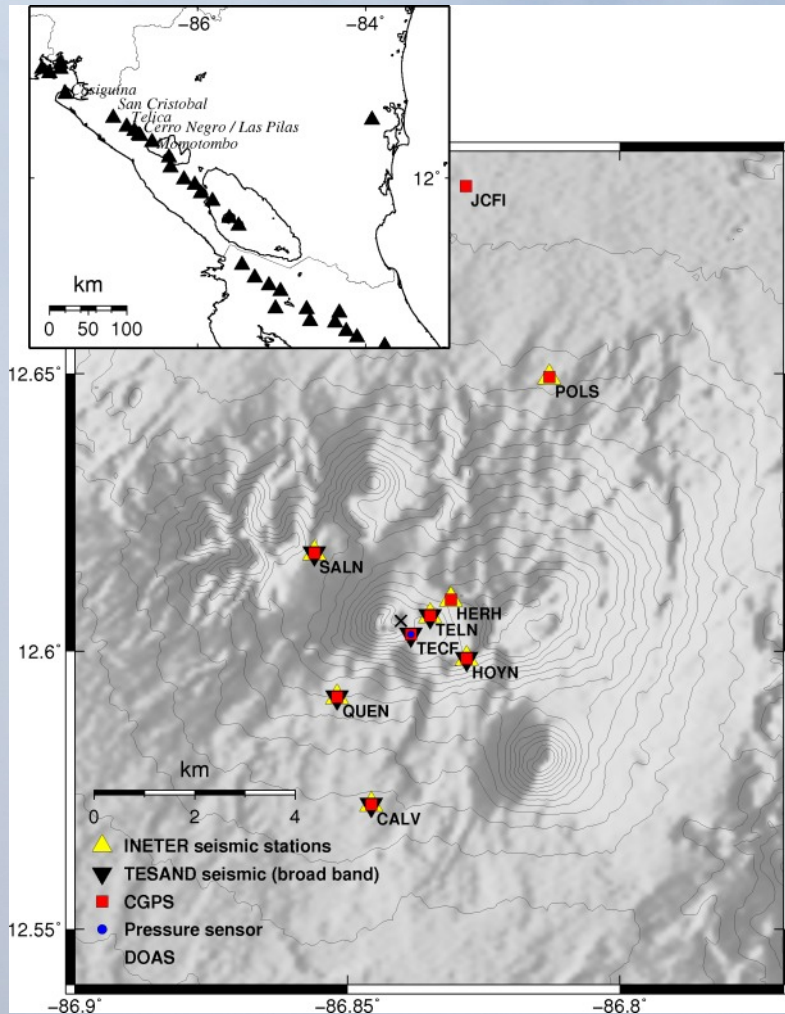 −86˚ −84˚
Cosiguina
San Cristobal
Telica
Cerro Negro / Las Pilas
Momotombo
12˚
km
0 50 100
JCFI
12.65˚
POLS
SALN
HERH
TELN
TECF
12.6˚
HOYN
QUEN
km
0 2 4
CALV
INETER seismic stations
TESAND seismic (broad band)
CGPS
Pressure sensor
12.55˚
DOAS
−86.9˚ −86.85˚ −86.8˚